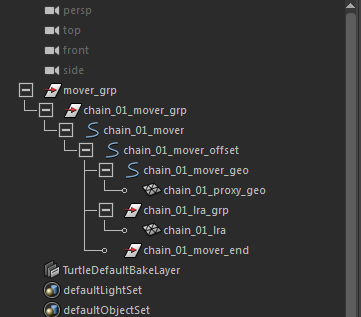 persp
top
front
side
mover_grp
chain_01_mover_grp
chain_01_mover
chain_01_mover_offset
chain_01_mover_geo
chain_01_proxy_geo
chain_01_lra_grp
chain_01_lra
chain_01_mover_end
TurtleDefaultBakeLayer
defaultLightSet
defaultObjectSet